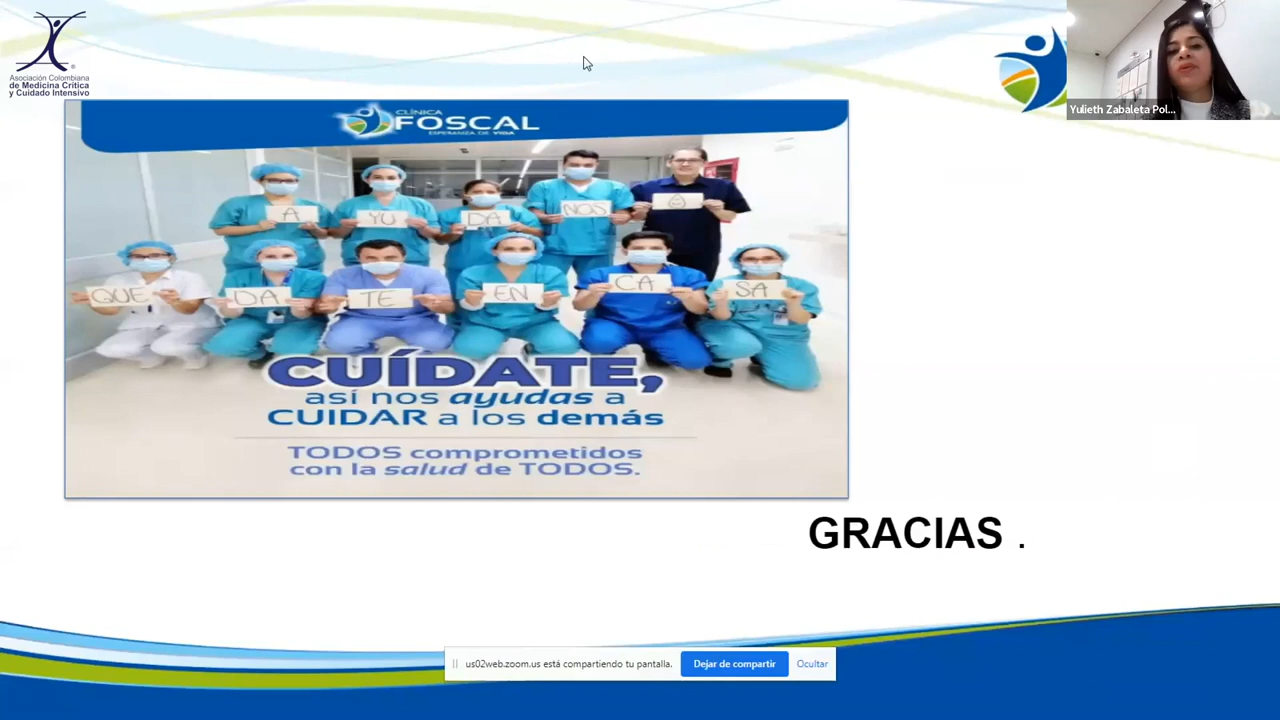 Asociación Colombiana
de Medicina Crítica
y Cuidado Intensivo
Yulieth Zabaleta Pol...
CLÍNICA
FOSCAL
ESPERANZA DE VIDA
A YU DA NOS
QUE DA TE EN CA SA
CUÍDATE,
así nos ayudas a
CUIDAR a los demás
TODOS comprometidos
con la salud de TODOS.
GRACIAS .
us02web.zoom.us está compartiendo tu pantalla. Dejar de compartir Ocultar